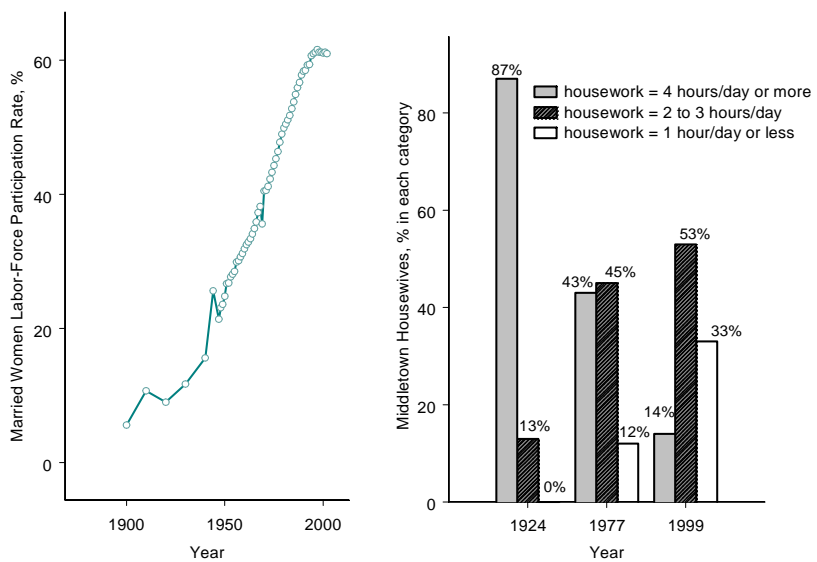 Married Women Labor-Force Participation Rate, %
60
40
20
0
1900 1950 2000
Year
Middletown Housewives, % in each category
80
60
40
20
0
housework = 4 hours/day or more
housework = 2 to 3 hours/day
housework = 1 hour/day or less
87%
13%
0%
43%
45%
12%
14%
53%
33%
1924 1977 1999
Year